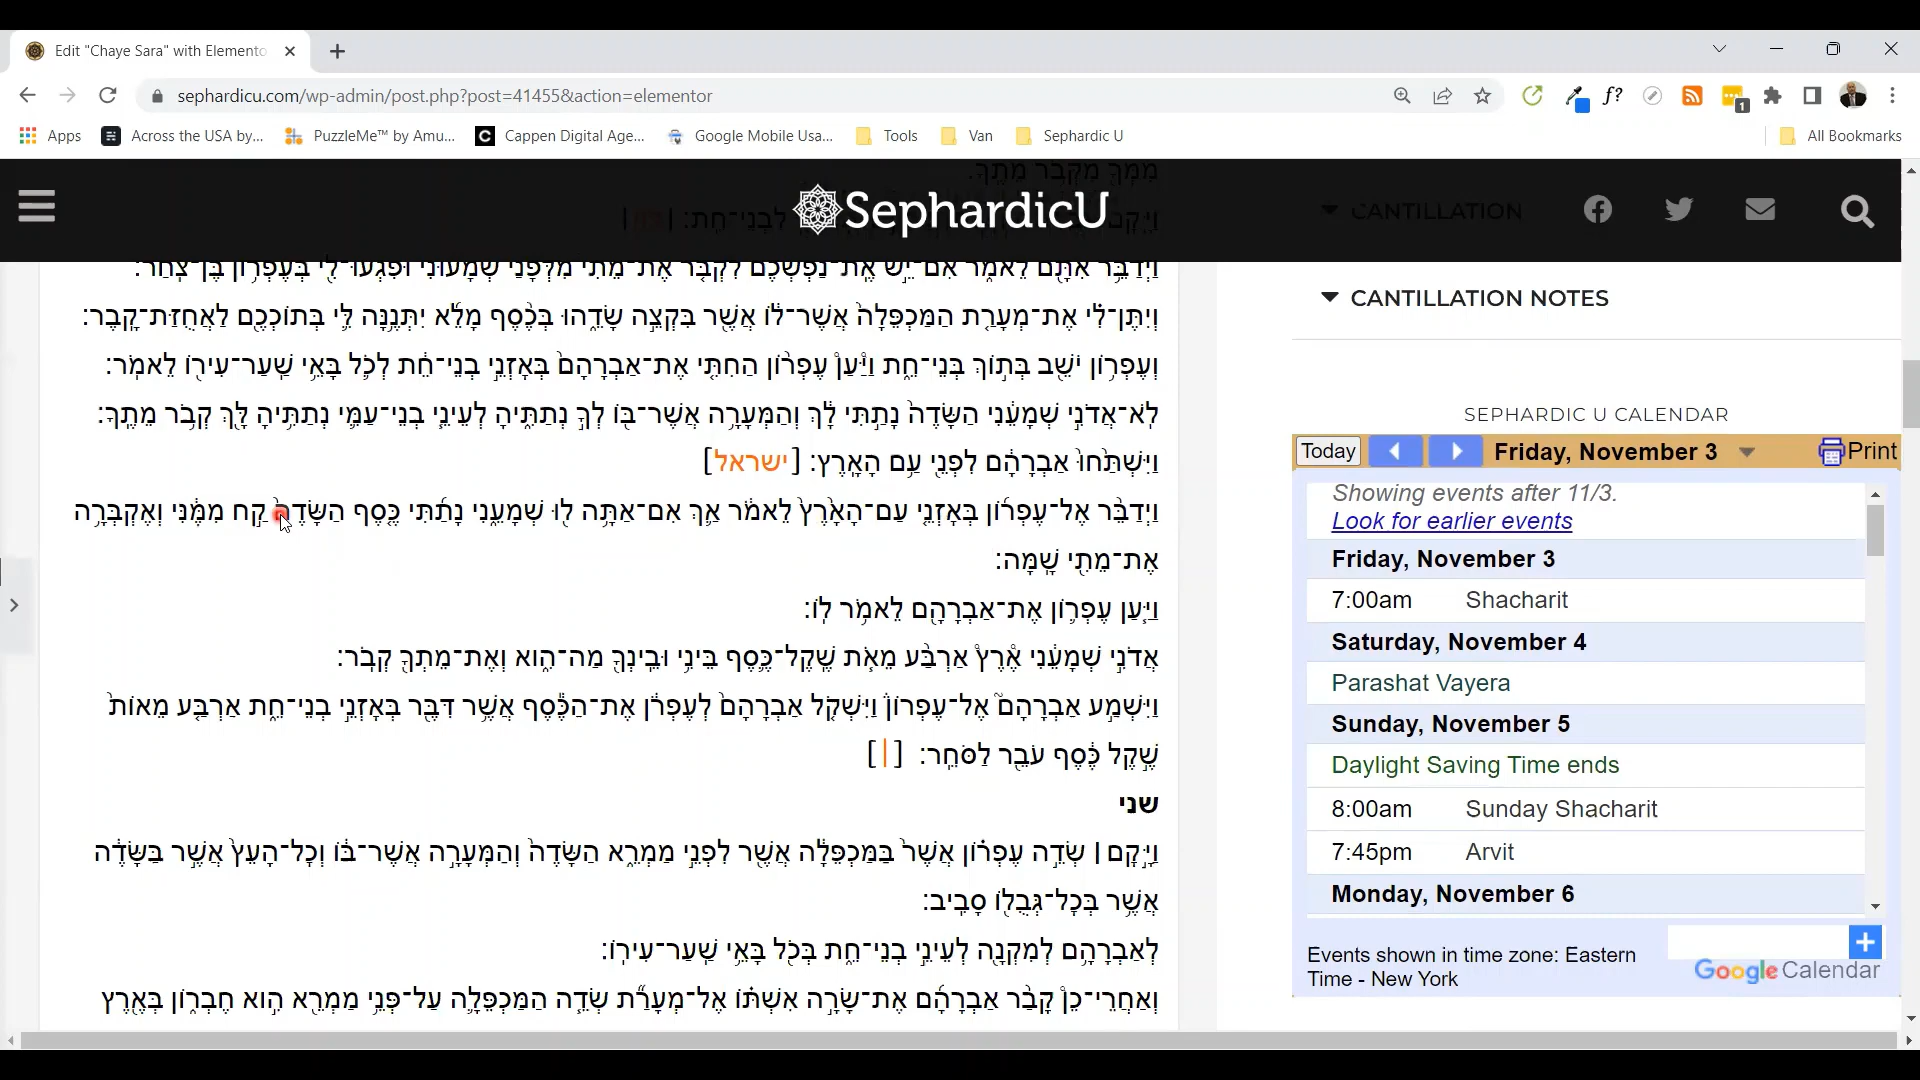 Edit "Chaye Sara" with Elemento
sephardicu.com/wp-admin/post.php?post=41455&action=elementor
Apps
Across the USA by...
PuzzleMe™ by Amu...
Cappen Digital Age...
Google Mobile Usa...
Tools
Van
Sephardic U
All Bookmarks
SephardicU
CANTILLATION
וַיְדַבֵּ֥ר אִתָּ֖ם לֵאמֹ֑ר אִם־יֵ֣שׁ אֶֽת־נַפְשְׁכֶ֗ם לִקְבֹּ֤ר אֶת־מֵתִי֙ מִלְּפָנַ֔י שְׁמָע֕וּנִי וּפִגְעוּ־לִ֖י בְּעֶפְר֥וֹן בֶּן־צֹֽחַר׃
וְיִתֶּן־לִ֗י אֶת־מְעָרַ֤ת הַמַּכְפֵּלָה֙ אֲשֶׁר־ל֔וֹ אֲשֶׁ֖ר בִּקְצֵ֣ה שָׂדֵ֑הוּ בְּכֶ֨סֶף מָלֵ֜א יִתְּנֶ֥נָּה לִּ֛י בְּתוֹכְכֶ֖ם לַאֲחֻזַּת־קָֽבֶר׃
וְעֶפְר֥וֹן יֹשֵׁ֖ב בְּת֣וֹךְ בְּנֵי־חֵ֑ת וַיַּ֩עַן֩ עֶפְר֨וֹן הַחִתִּ֤י אֶת־אַבְרָהָם֙ בְּאׇזְנֵ֣י בְנֵי־חֵ֔ת לְכֹ֛ל בָּאֵ֥י שַֽׁעַר־עִיר֖וֹ לֵאמֹֽר׃
לֹֽא־אֲדֹנִ֣י שְׁמָעֵ֔נִי הַשָּׂדֶה֙ נָתַ֣תִּי לָ֔ךְ וְהַמְּעָרָ֥ה אֲשֶׁר־בּ֖וֹ לְךָ֣ נְתַתִּ֑יהָ לְעֵינֵ֧י בְנֵי־עַמִּ֛י נְתַתִּ֥יהָ לָּ֖ךְ קְבֹ֥ר מֵתֶֽךָ׃
וַיִּשְׁתַּ֙חוּ֙ אַבְרָהָ֔ם לִפְנֵ֖י עַ֥ם הָאָֽרֶץ׃ [ישראל]
וַיְדַבֵּ֨ר אֶל־עֶפְר֜וֹן בְּאׇזְנֵ֤י עַם־הָאָ֙רֶץ֙ לֵאמֹ֔ר אַ֛ךְ אִם־אַתָּ֥ה ל֖וּ שְׁמָעֵ֑נִי נָתַ֜תִּי כֶּ֤סֶף הַשָּׂדֶה֙ קַ֣ח מִמֶּ֔נִּי וְאֶקְבְּרָ֥ה
אֶת־מֵתִ֖י שָֽׁמָּה׃
וַיַּ֧עַן עֶפְר֛וֹן אֶת־אַבְרָהָ֖ם לֵאמֹ֥ר לֽוֹ׃
אֲדֹנִ֣י שְׁמָעֵ֔נִי אֶ֩רֶץ֩ אַרְבַּ֨ע מֵאֹ֧ת שֶֽׁקֶל־כֶּ֛סֶף בֵּינִ֥י וּבֵֽינְךָ֖ מַה־הִ֑וא וְאֶת־מֵתְךָ֖ קְבֹֽר׃
וַיִּשְׁמַ֣ע אַבְרָהָם֮ אֶל־עֶפְרוֹן֒ וַיִּשְׁקֹ֤ל אַבְרָהָם֙ לְעֶפְרֹ֔ן אֶת־הַכֶּ֕סֶף אֲשֶׁ֥ר דִּבֶּ֖ר בְּאׇזְנֵ֣י בְנֵי־חֵ֑ת אַרְבַּ֤ע מֵאוֹת֙
שֶׁ֣קֶל כֶּ֔סֶף עֹבֵ֖ר לַסֹּחֵֽר׃ [|]
שני
וַיָּ֣קׇם ׀ שְׂדֵ֣ה עֶפְר֗וֹן אֲשֶׁר֙ בַּמַּכְפֵּלָ֔ה אֲשֶׁ֖ר לִפְנֵ֣י מַמְרֵ֑א הַשָּׂדֶה֙ וְהַמְּעָרָ֣ה אֲשֶׁר־בּ֔וֹ וְכׇל־הָעֵץ֙ אֲשֶׁ֣ר בַּשָּׂדֶ֔ה
אֲשֶׁ֥ר בְּכׇל־גְּבֻל֖וֹ סָבִֽיב׃
לְאַבְרָהָ֥ם לְמִקְנָ֖ה לְעֵינֵ֣י בְנֵי־חֵ֑ת בְּכֹ֖ל בָּאֵ֥י שַֽׁעַר־עִירֽוֹ׃
וְאַחֲרֵי־כֵן֩ קָבַ֨ר אַבְרָהָ֜ם אֶת־שָׂרָ֣ה אִשְׁתּ֗וֹ אֶל־מְעָרַ֞ת שְׂדֵ֧ה הַמַּכְפֵּלָ֛ה עַל־פְּנֵ֥י מַמְרֵ֖א הִ֣וא חֶבְר֑וֹן בְּאֶ֖רֶץ
CANTILLATION NOTES
SEPHARDIC U CALENDAR
Today
Friday, November 3
Print
Showing events after 11/3.
Look for earlier events
Friday, November 3
7:00am Shacharit
Saturday, November 4
Parashat Vayera
Sunday, November 5
Daylight Saving Time ends
8:00am Sunday Shacharit
7:45pm Arvit
Monday, November 6
Events shown in time zone: Eastern
Time - New York
Google Calendar